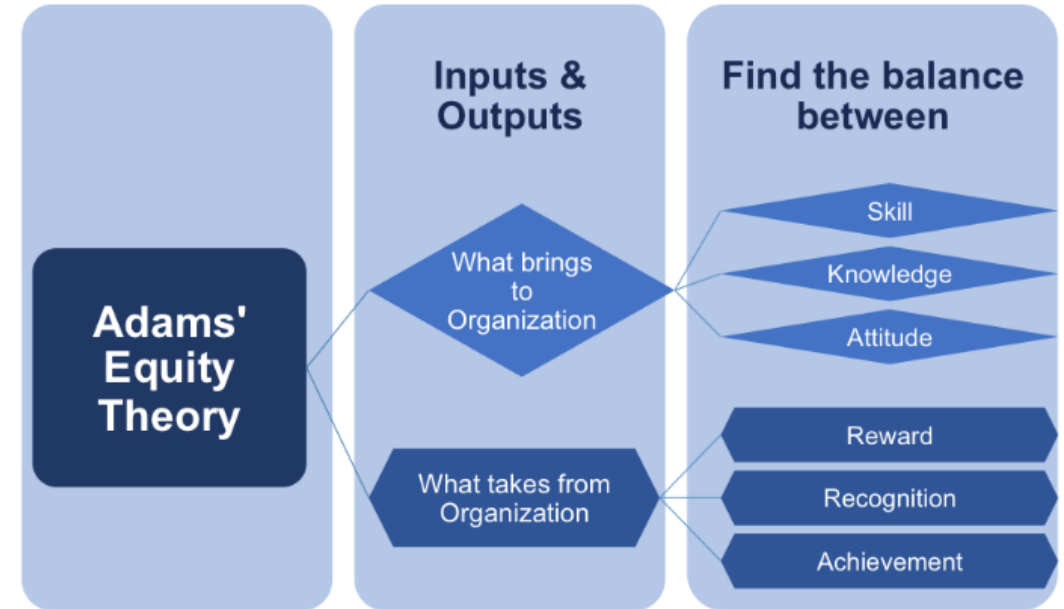 Adams'
Equity
Theory
Inputs &
Outputs
What brings
to
Organization
What takes from
Organization
Find the balance
between
Skill
Knowledge
Attitude
Reward
Recognition
Achievement